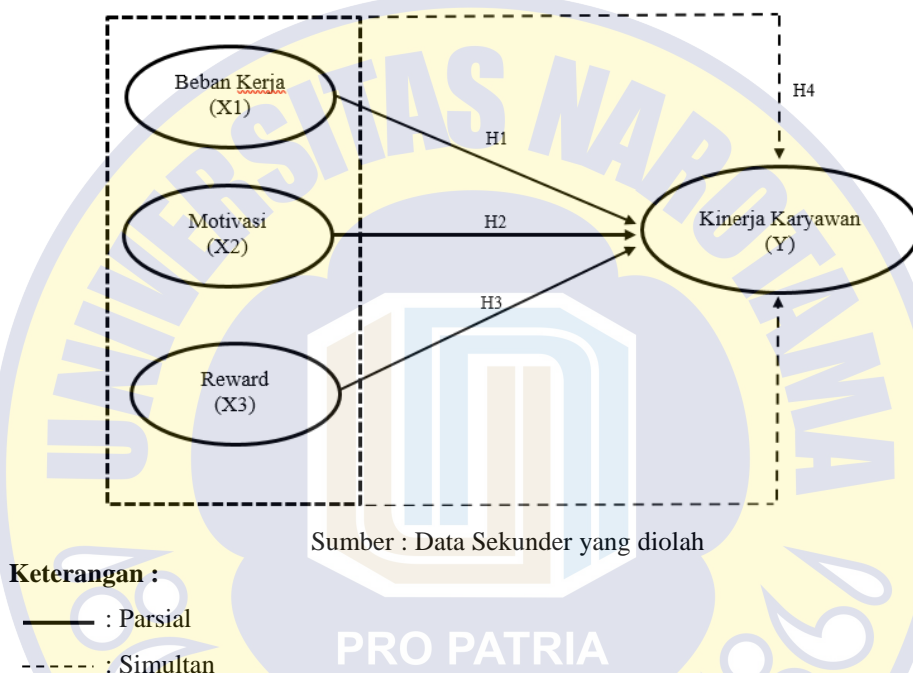 Beban Kerja
(X1)
H4
H1
Motivasi
(X2)
H2
Kinerja Karyawan
(Y)
H3
Reward
(X3)
Sumber : Data Sekunder yang diolah
Keterangan :
: Parsial
: Simultan
UNIVERSITAS NAROTAMA
PRO PATRIA